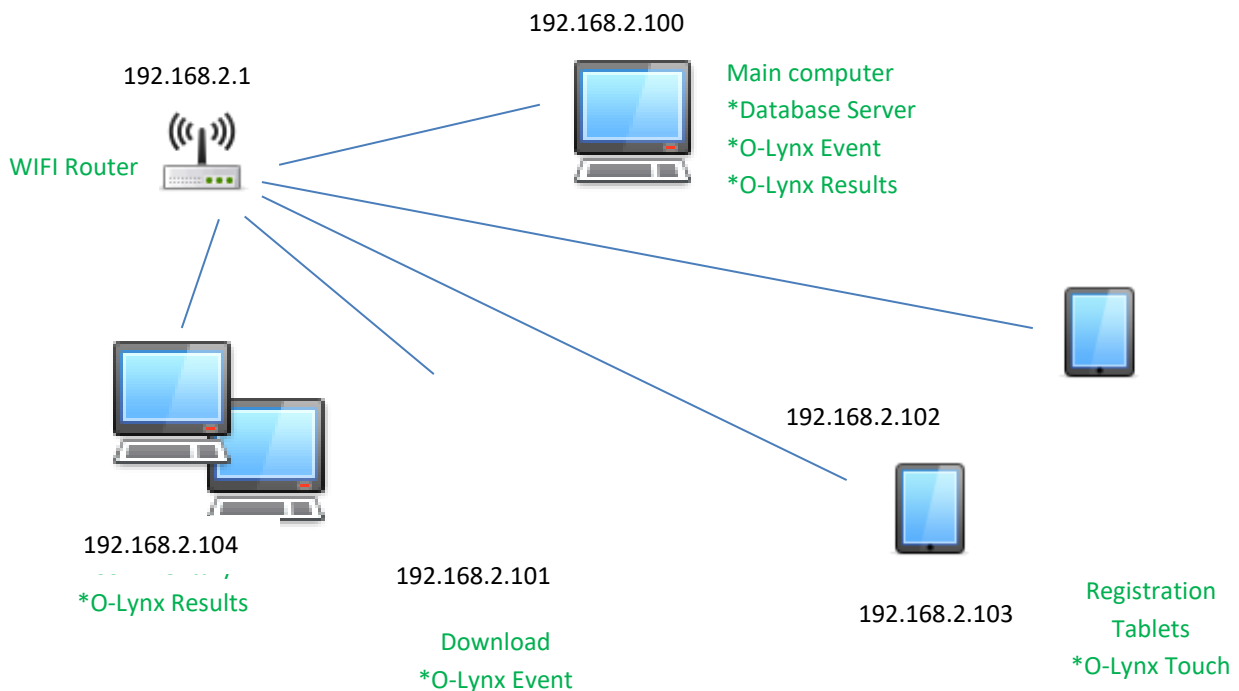 192.168.2.100
192.168.2.1
Main computer
*Database Server
*O-Lynx Event
*O-Lynx Results
WIFI Router
192.168.2.102
192.168.2.104
*O-Lynx Results
192.168.2.101
192.168.2.103
Registration
Tablets
*O-Lynx Touch
Download
*O-Lynx Event